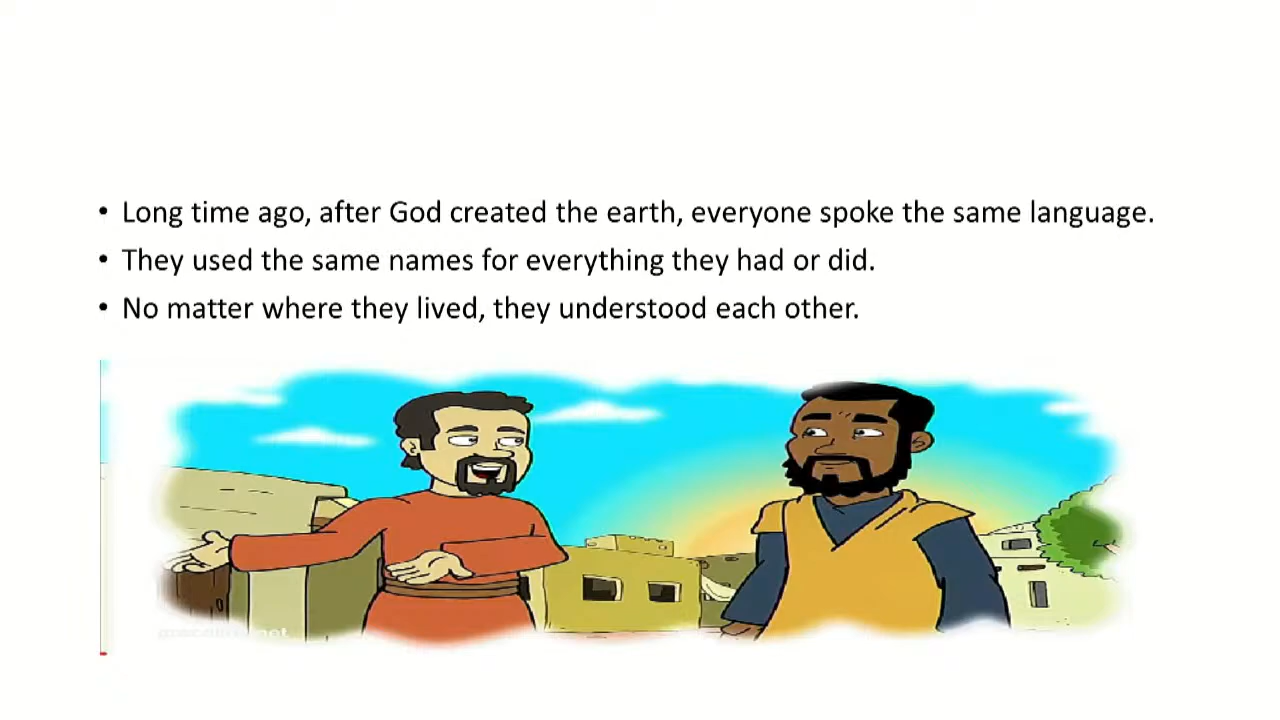 • Long time ago, after God created the earth, everyone spoke the same language.
• They used the same names for everything they had or did.
• No matter where they lived, they understood each other.